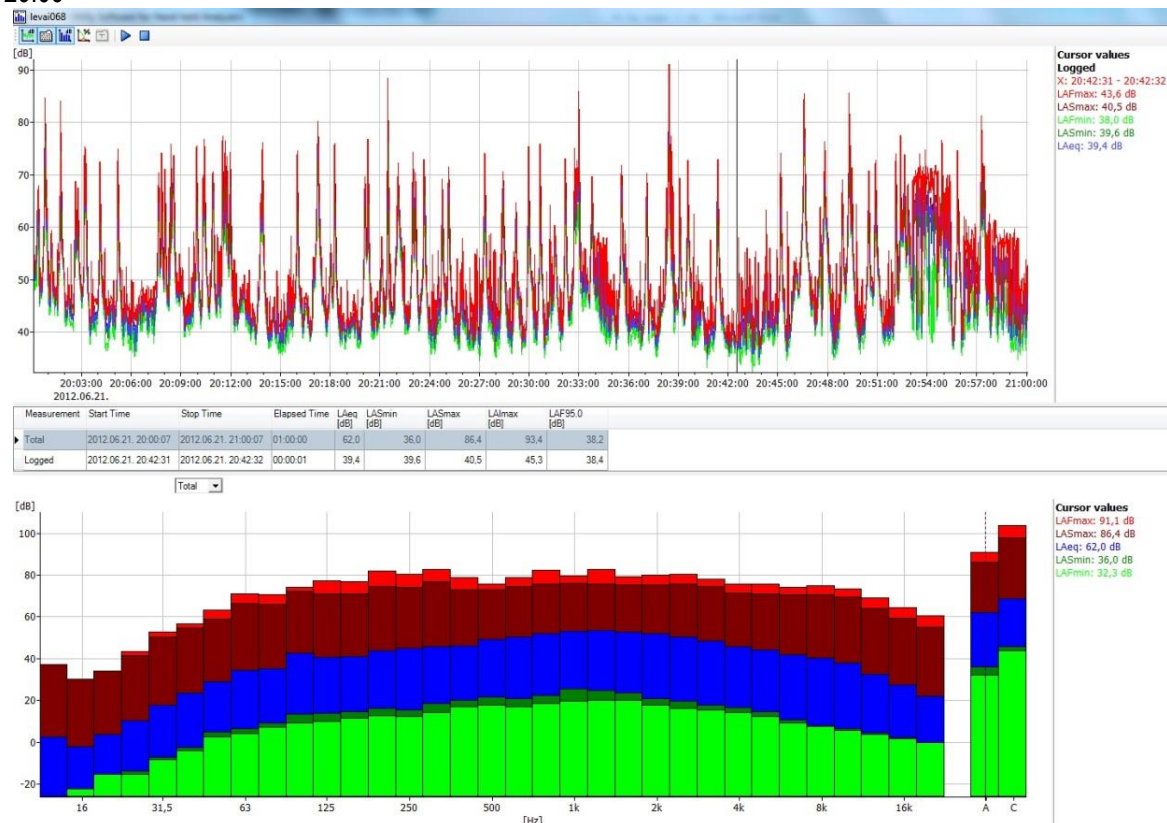 20:00
levai068
[dB]
90
80
70
60
50
40
20:03:00 20:06:00 20:09:00 20:12:00 20:15:00 20:18:00 20:21:00 20:24:00 20:27:00 20:30:00 20:33:00 20:36:00 20:39:00 20:42:00 20:45:00 20:48:00 20:51:00 20:54:00 20:57:00 21:00:00
2012.06.21.
Cursor values
Logged
X: 20:42:31 - 20:42:32
LAFmax: 43,6 dB
LASmax: 40,5 dB
LAFmin: 38,0 dB
LASmin: 39,6 dB
LAeq: 39,4 dB
Measurement Start Time Stop Time Elapsed Time LAeq [dB] LASmin [dB] LASmax [dB] LAImax [dB] LAF95.0 [dB]
Total 2012.06.21. 20:00:07 2012.06.21. 21:00:07 01:00:00 62,0 36,0 86,4 93,4 38,2
Logged 2012.06.21. 20:42:31 2012.06.21. 20:42:32 00:00:01 39,4 39,6 40,5 45,3 38,4
Total
[dB]
100
80
60
40
20
0
-20
16 31,5 63 125 250 500 1k 2k 4k 8k 16k A C
[Hz]
Cursor values
LAFmax: 91,1 dB
LASmax: 86,4 dB
LAeq: 62,0 dB
LASmin: 36,0 dB
LAFmin: 32,3 dB